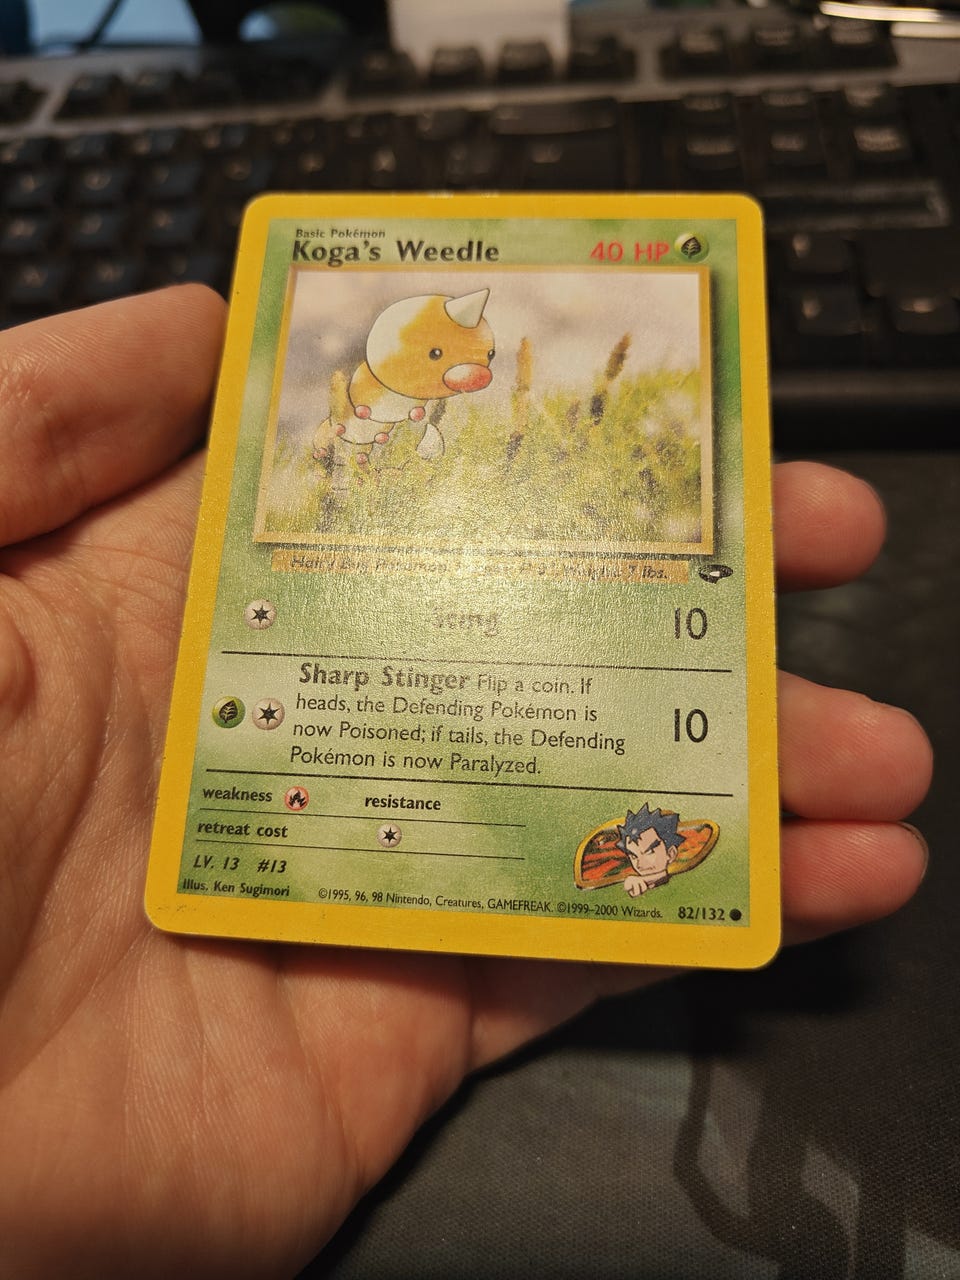 Basic Pokémon
Koga's Weedle 40 HP
lbs.
Sting 10
Sharp Stinger Flip a coin. If
heads, the Defending Pokémon is
now Poisoned; if tails, the Defending
Pokémon is now Paralyzed. 10
weakness resistance
retreat cost
LV. 13 #13
Illus. Ken Sugimori ©1995, 96, 98 Nintendo, Creatures, GAMEFREAK. ©1999–2000 Wizards. 82/132